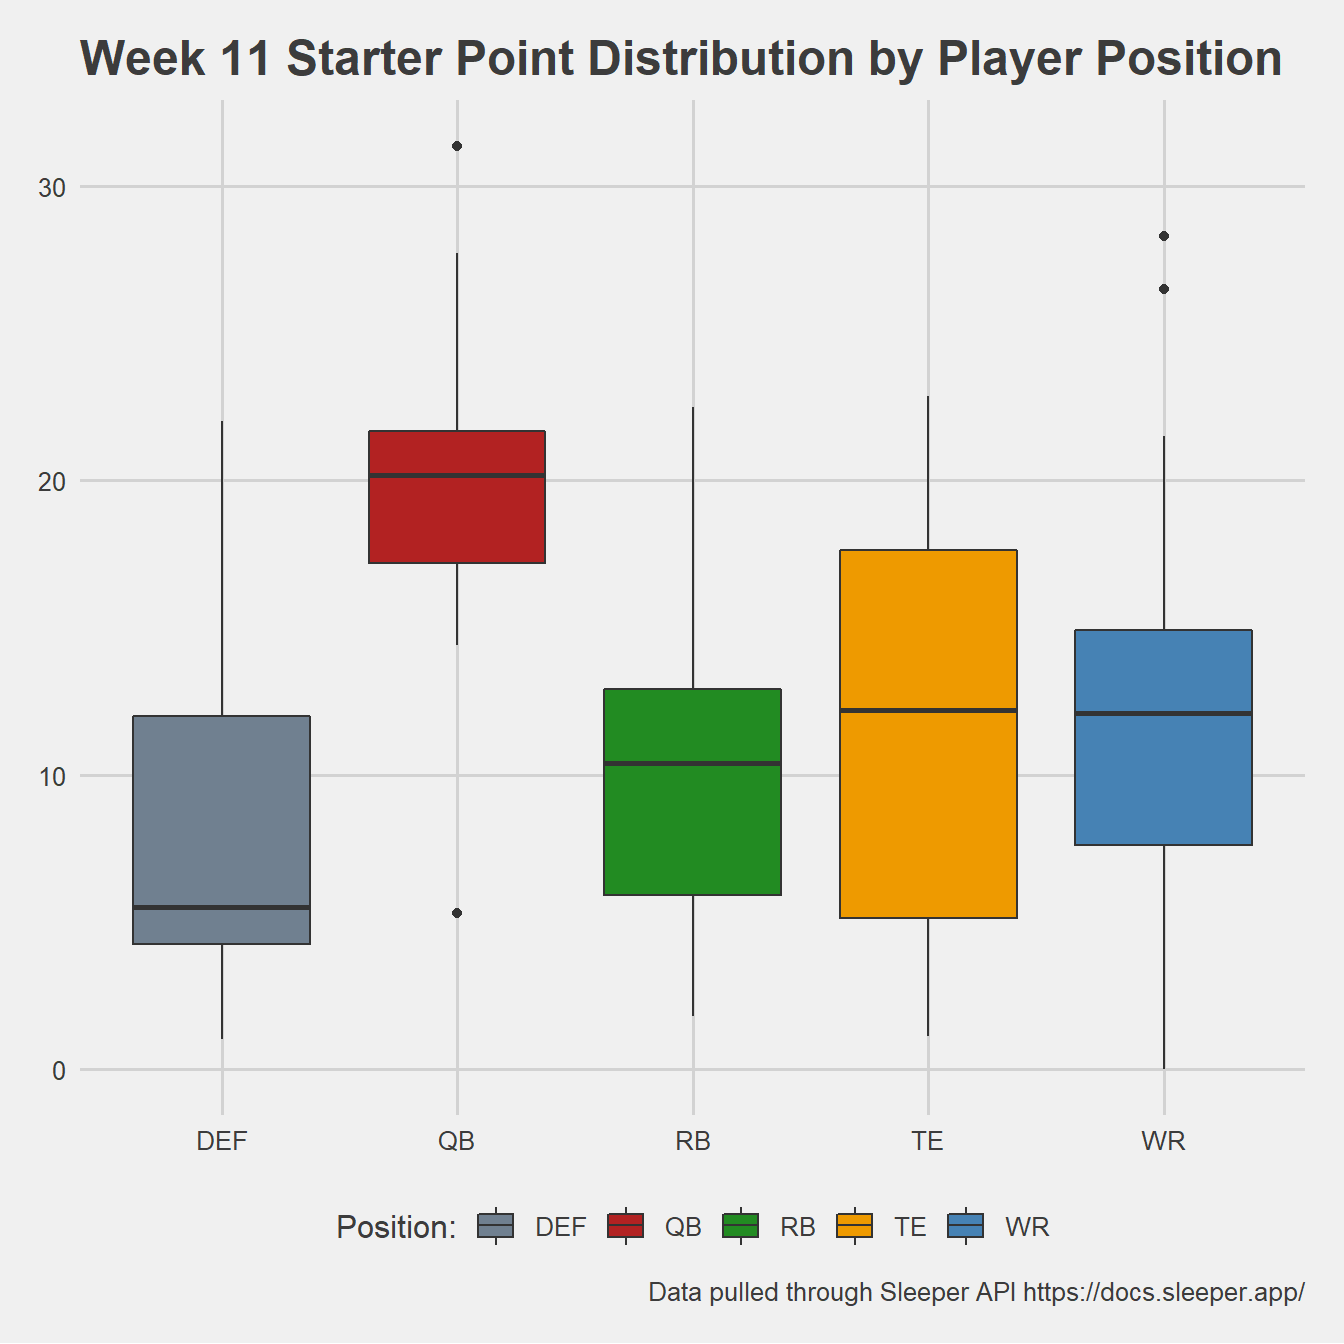 Week 11 Starter Point Distribution by Player Position
30
20
10
0
DEF QB RB TE WR
Position: DEF QB RB TE WR
Data pulled through Sleeper API https://docs.sleeper.app/